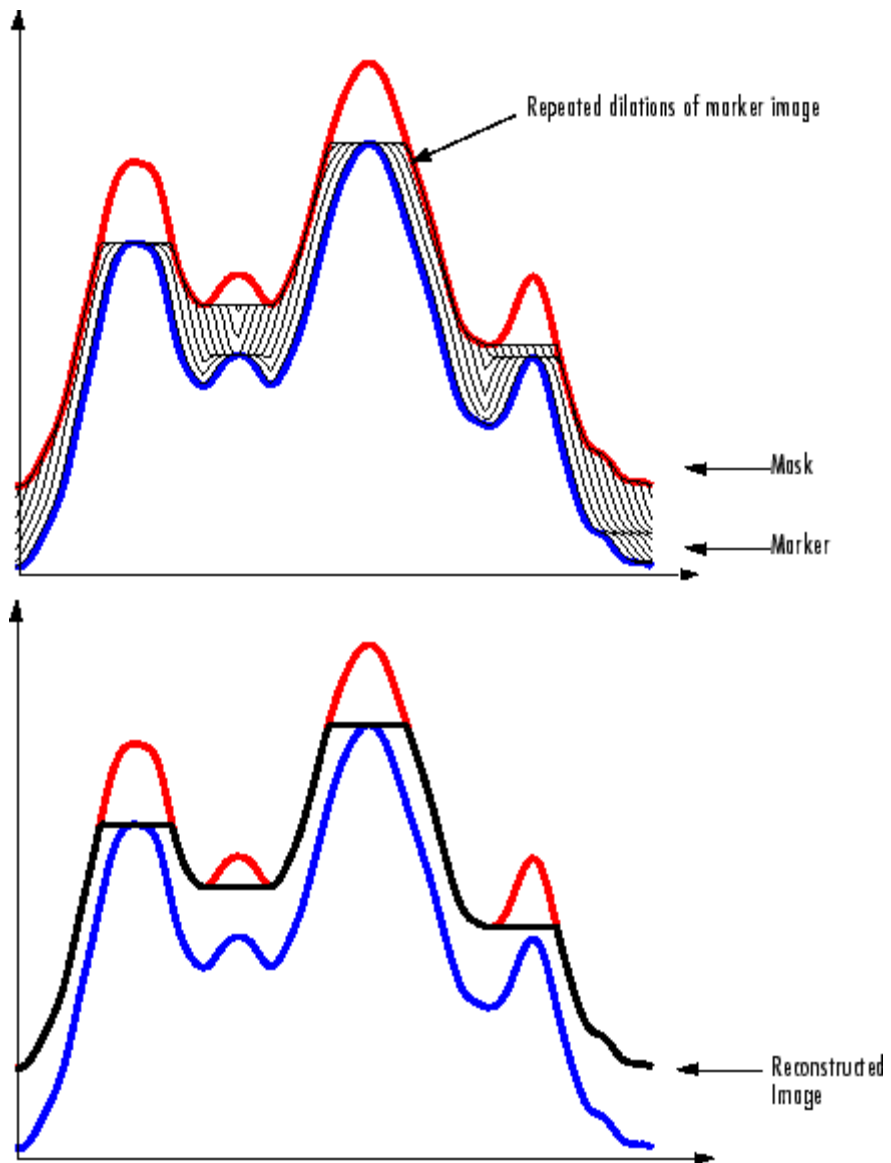 Repeated dilations of marker image
Mask
Marker
Reconstructed
Image